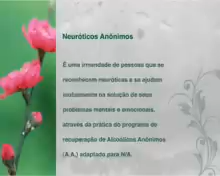 Neuróticos Anônimos
É uma irmandade de pessoas que se
reconhecem neuróticas e se ajudam
mutuamente na solução de seus
problemas mentais e emocionais,
através da prática do programa de
recuperação de Alcoólicos Anônimos
(A.A.) adaptado para N/A.